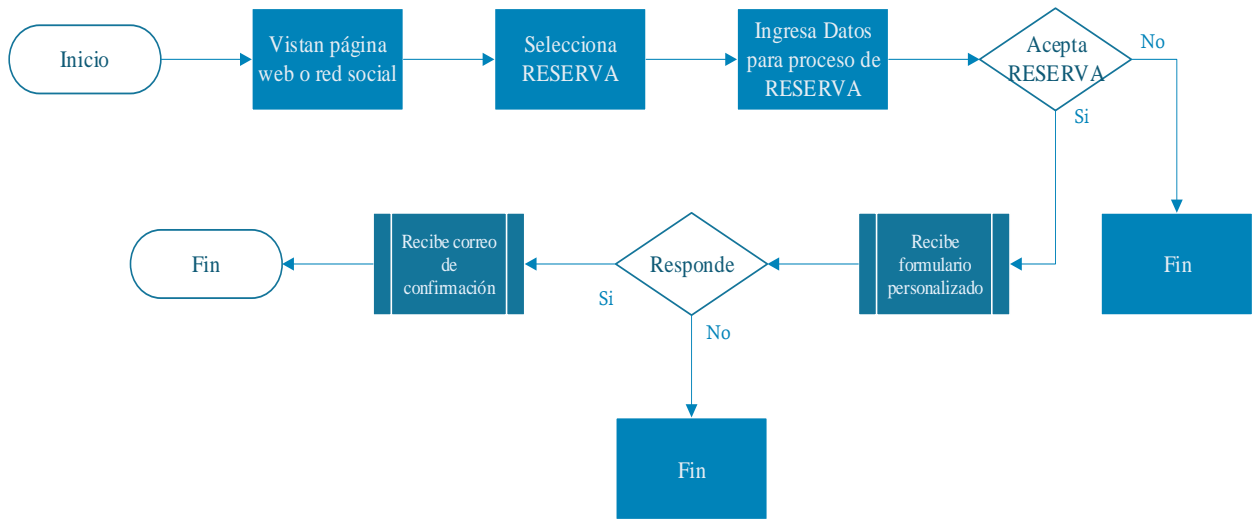 Inicio
Vistan página
web o red social
Selecciona
RESERVA
Ingresa Datos
para proceso de
RESERVA
Acepta
RESERVA
No
Si
Fin
Recibe correo
de
confirmación
Responde
Recibe
formulario
personalizado
Fin
Si
No
Fin